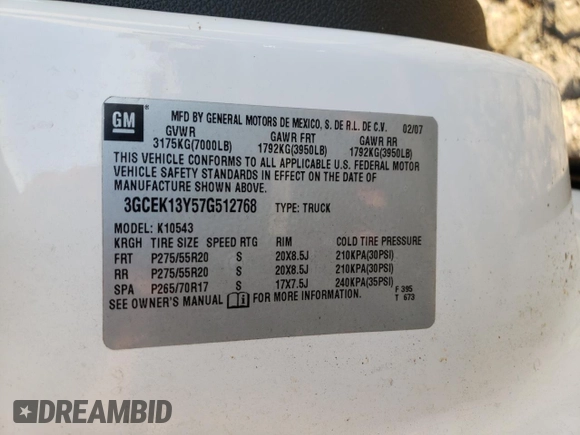 GM
MFD BY GENERAL MOTORS DE MEXICO, S. DE R.L. DE C.V. 02/07
GVWR GAWR FRT GAWR RR
3175KG(7000LB) 1792KG(3950LB) 1792KG(3950LB)
THIS VEHICLE CONFORMS TO ALL APPLICABLE U.S. FEDERAL MOTOR
VEHICLE SAFETY STANDARDS IN EFFECT ON THE DATE OF
MANUFACTURE SHOWN ABOVE.
3GCEK13Y57G512768 TYPE: TRUCK
MODEL: K10543
KRGH TIRE SIZE SPEED RTG RIM COLD TIRE PRESSURE
FRT P275/55R20 S 20X8.5J 210KPA(30PSI)
RR P275/55R20 S 20X8.5J 210KPA(30PSI)
SPA P265/70R17 S 17X7.5J 240KPA(35PSI)
SEE OWNER'S MANUAL FOR MORE INFORMATION.
F 395
T 673
DREAMBID